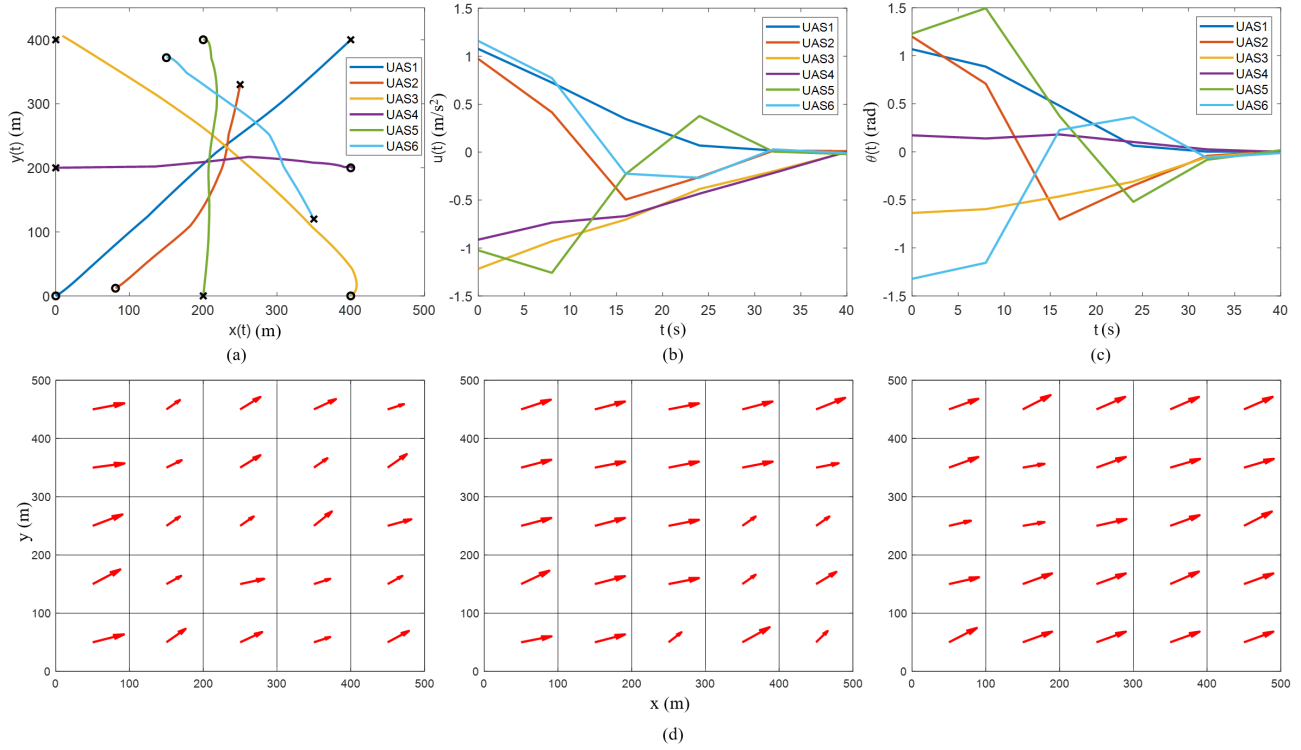 400
300
200
100
0
y(t) (m)
0
100
200
300
400
500
x(t) (m)
UAS1
UAS2
UAS3
UAS4
UAS5
UAS6
(a)
1.5
1
0.5
0
-0.5
-1
-1.5
u(t) (m/s²)
0
5
10
15
20
25
30
35
40
t (s)
UAS1
UAS2
UAS3
UAS4
UAS5
UAS6
(b)
1.5
1
0.5
0
-0.5
-1
-1.5
θ(t) (rad)
0
5
10
15
20
25
30
35
40
t (s)
UAS1
UAS2
UAS3
UAS4
UAS5
UAS6
(c)
500
400
300
200
100
0
y (m)
0
100
200
300
400
500
500
400
300
200
100
0
0
100
200
300
400
500
x (m)
500
400
300
200
100
0
0
100
200
300
400
500
(d)